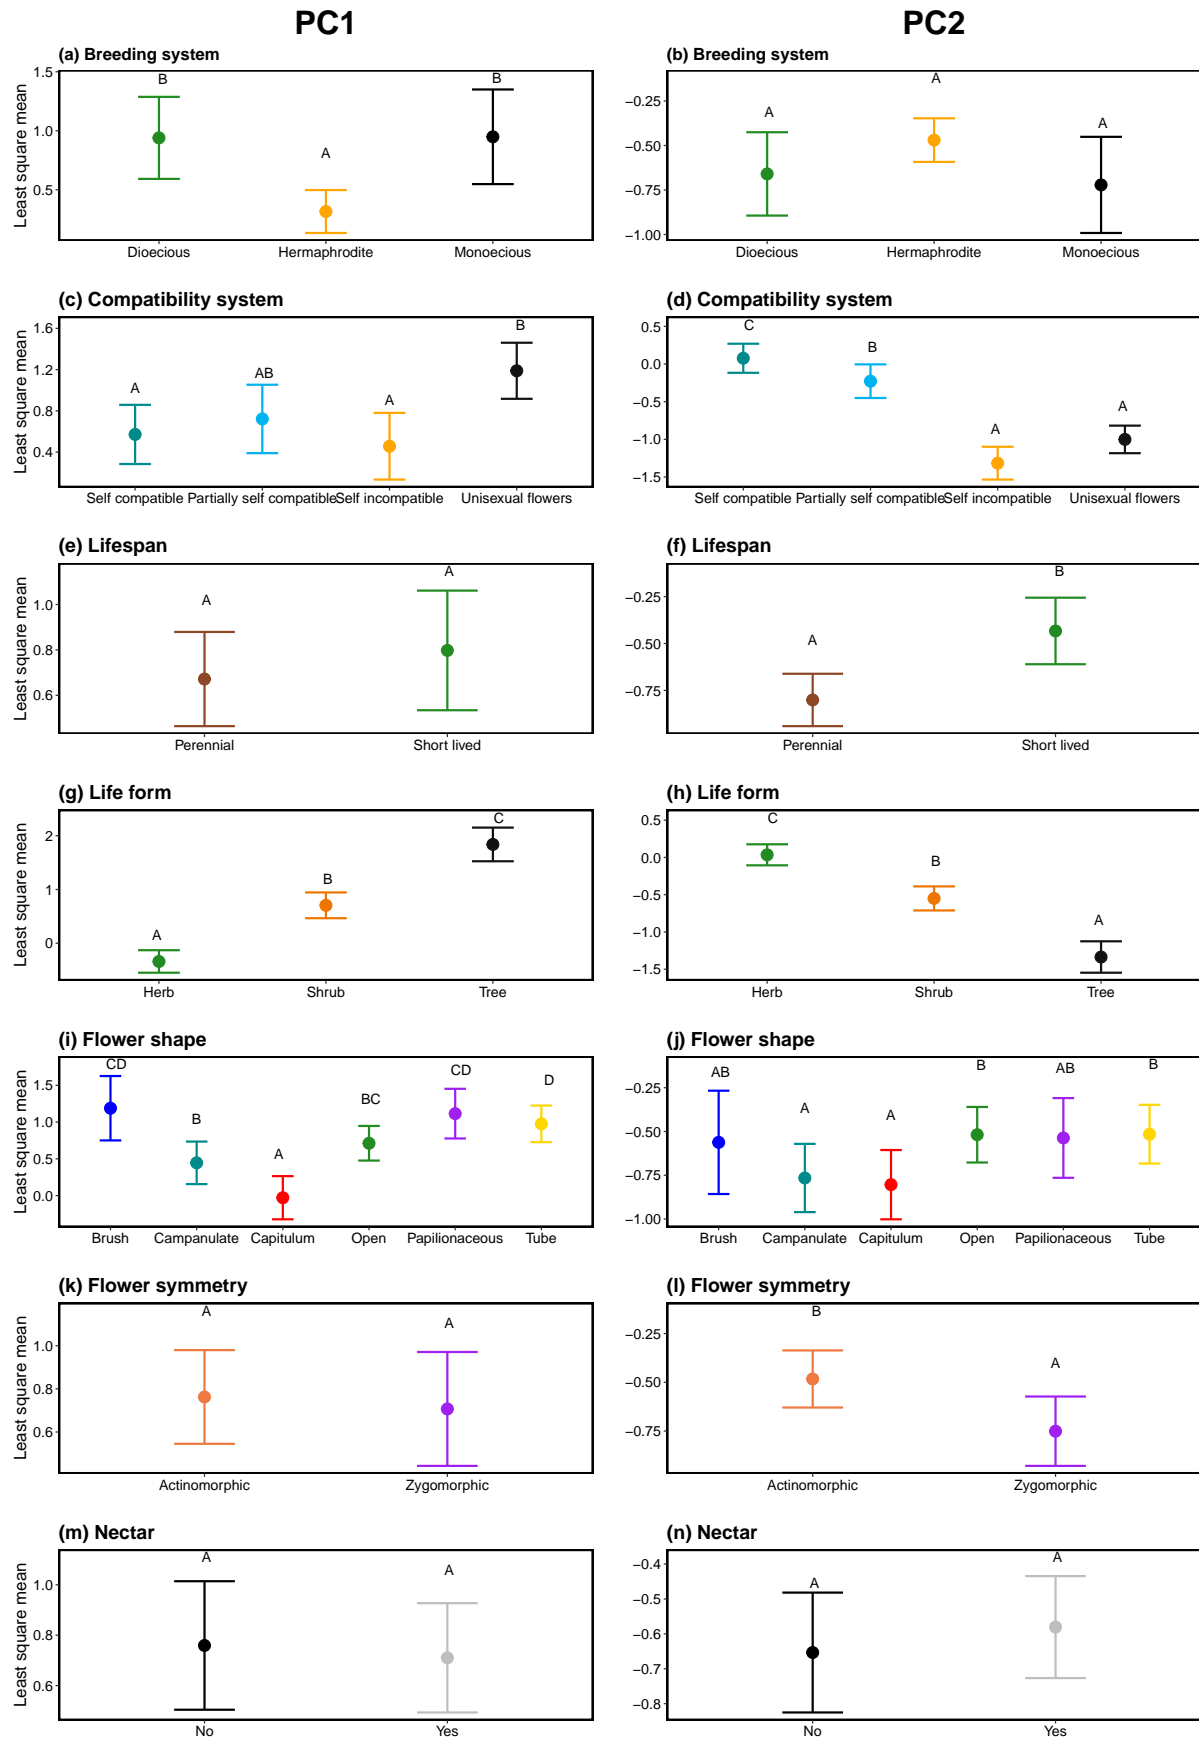 PC1 PC2
(a) Breeding system
Least square mean
1.5
1.0
0.5
B A B
Dioecious Hermaphrodite Monoecious
(b) Breeding system
−0.25
−0.50
−0.75
−1.00
A A A
Dioecious Hermaphrodite Monoecious
(c) Compatibility system
Least square mean
1.6
1.2
0.8
0.4
A AB A B
Self compatible Partially self compatible Self incompatible Unisexual flowers
(d) Compatibility system
0.5
0.0
−0.5
−1.0
−1.5
C B A A
Self compatible Partially self compatible Self incompatible Unisexual flowers
(e) Lifespan
Least square mean
1.0
0.8
0.6
A A
Perennial Short lived
(f) Lifespan
−0.25
−0.50
−0.75
A B
Perennial Short lived
(g) Life form
Least square mean
2
1
0
A B C
Herb Shrub Tree
(h) Life form
0.5
0.0
−0.5
−1.0
−1.5
C B A
Herb Shrub Tree
(i) Flower shape
Least square mean
1.5
1.0
0.5
0.0
CD B A BC CD D
Brush Campanulate Capitulum Open Papilionaceous Tube
(j) Flower shape
−0.25
−0.50
−0.75
−1.00
AB A A B AB B
Brush Campanulate Capitulum Open Papilionaceous Tube
(k) Flower symmetry
Least square mean
1.0
0.8
0.6
A A
Actinomorphic Zygomorphic
(l) Flower symmetry
−0.25
−0.50
−0.75
B A
Actinomorphic Zygomorphic
(m) Nectar
Least square mean
1.0
0.8
0.6
A A
No Yes
(n) Nectar
−0.4
−0.5
−0.6
−0.7
−0.8
A A
No Yes